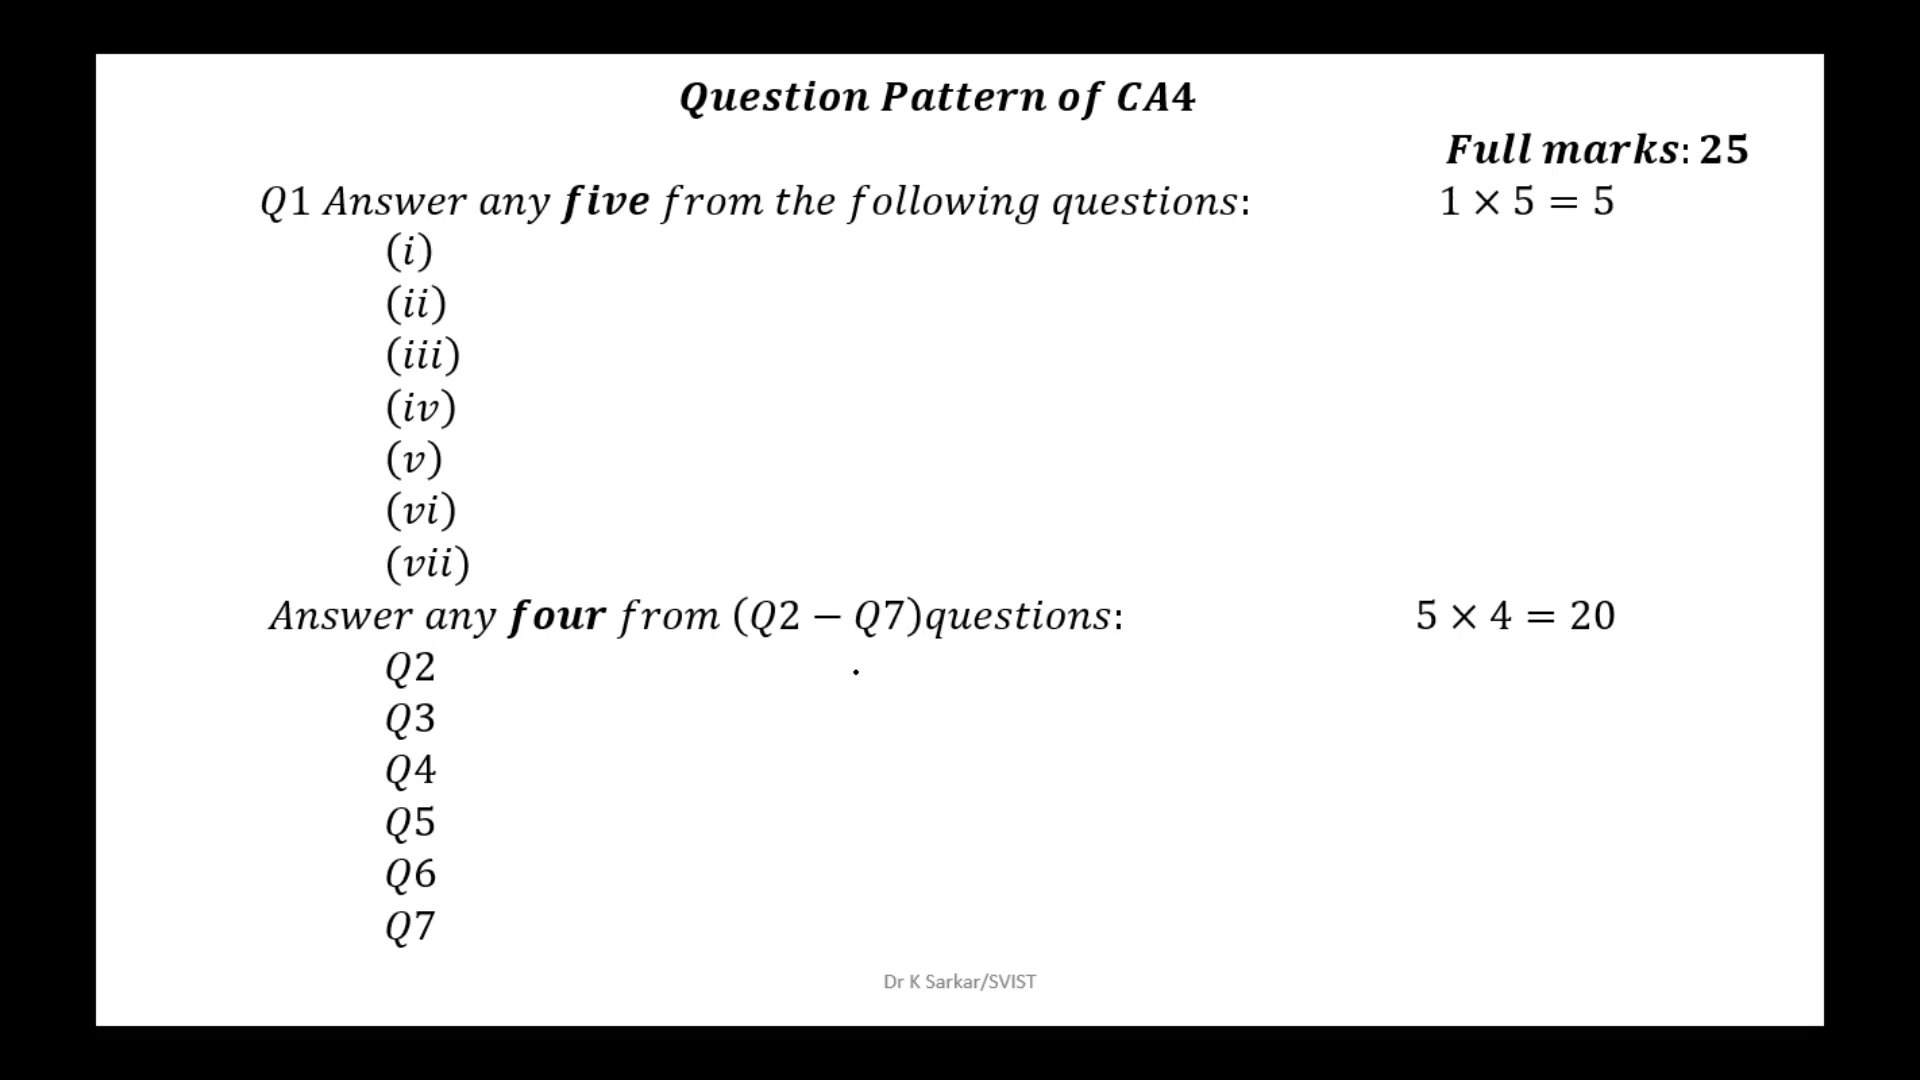 Question Pattern of CA4
Full marks: 25
Q1 Answer any five from the following questions: 1 × 5 = 5
(i)
(ii)
(iii)
(iv)
(v)
(vi)
(vii)
Answer any four from (Q2 − Q7)questions: 5 × 4 = 20
Q2
Q3
Q4
Q5
Q6
Q7
Dr K Sarkar/SVIST